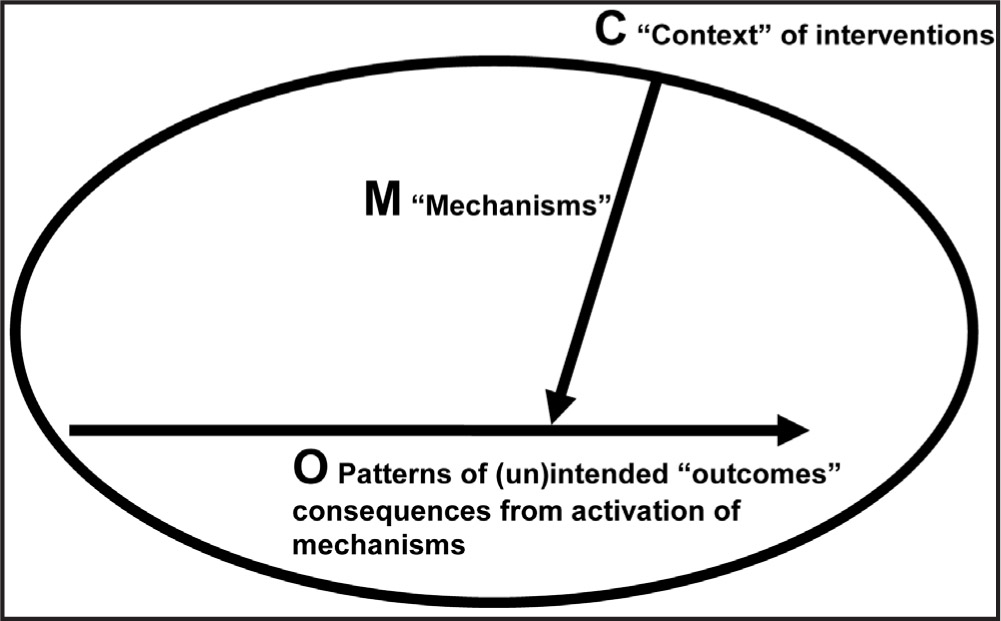 C “Context” of interventions
M “Mechanisms”
O Patterns of (un)intended “outcomes”
consequences from activation of
mechanisms